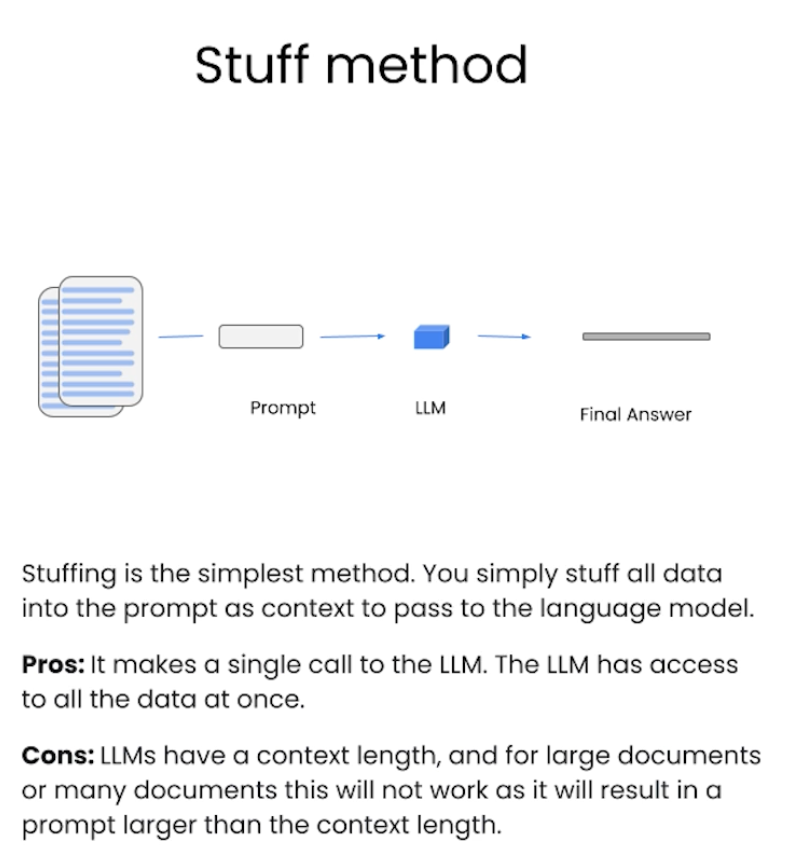 Stuff method
Prompt
LLM
Final Answer
Stuffing is the simplest method. You simply stuff all data
into the prompt as context to pass to the language model.
Pros: It makes a single call to the LLM. The LLM has access
to all the data at once.
Cons: LLMs have a context length, and for large documents
or many documents this will not work as it will result in a
prompt larger than the context length.